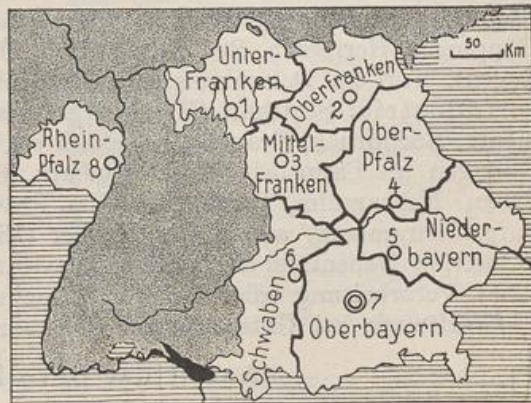 50
Km
Unter-
Franken
1
Oberfranken
2
Rhein-
Pfalz 8
Mittel-
3
Franken
Ober-
Pfalz
4
Nieder-
bayern
5
6
Schwaben
7
Oberbayern